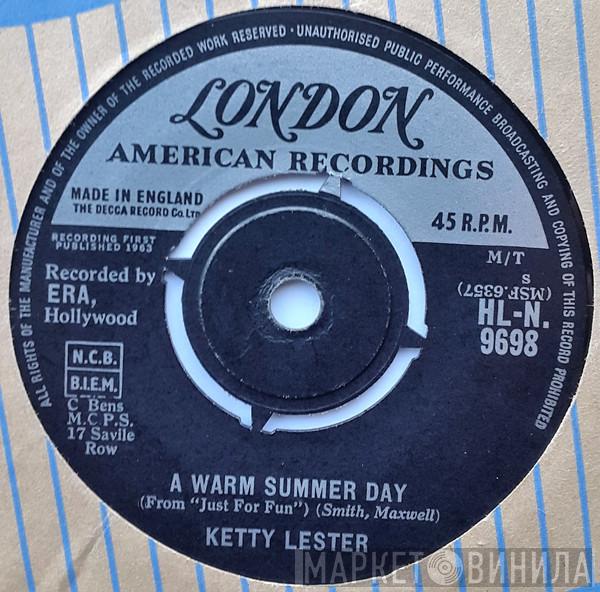 ALL RIGHTS OF THE MANUFACTURER AND OF THE OWNER OF THE RECORDED WORK RESERVED · UNAUTHORISED PUBLIC PERFORMANCE BROADCASTING AND COPYING OF THIS RECORD PROHIBITED
LONDON
AMERICAN RECORDINGS
MADE IN ENGLAND
THE DECCA RECORD Co. Ltd
45 R.P.M.
RECORDING FIRST
PUBLISHED 1963
M/T
S
(MSF.6357)
Recorded by
ERA,
Hollywood
HL-N.
9698
N.C.B.
B.I.E.M.
C Bens
M.C P.S.
17 Savile
Row
A WARM SUMMER DAY
(From "Just For Fun") (Smith, Maxwell)
KETTY LESTER
МАРКЕТ ВИНИЛА